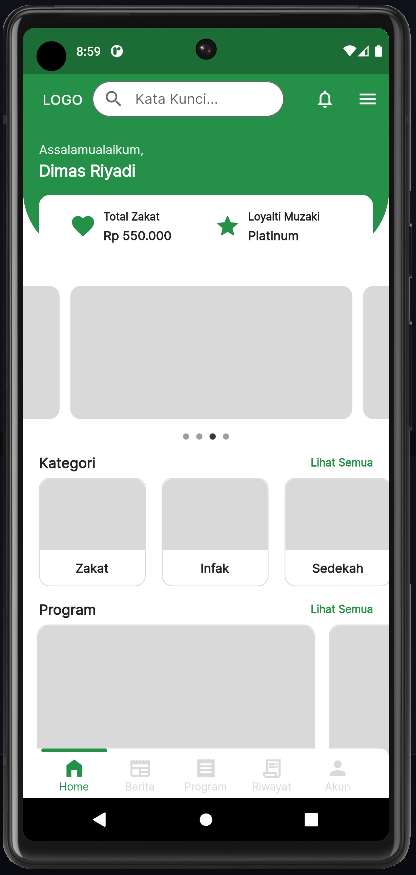 8:59
LOGO
Kata Kunci...
Assalamualaikum,
Dimas Riyadi
Total Zakat
Rp 550.000
Loyalti Muzaki
Platinum
Kategori
Lihat Semua
Zakat
Infak
Sedekah
Program
Lihat Semua
Home
Berita
Program
Riwayat
Akun